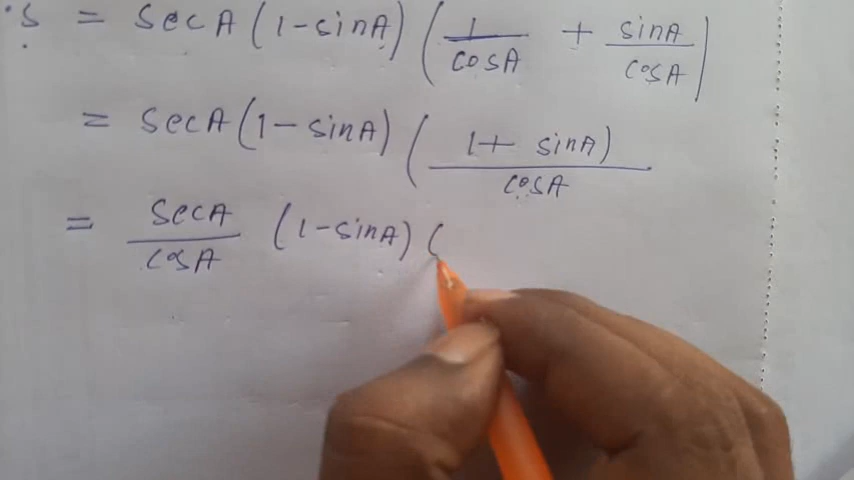 .s = secA (1-sinA) (1/cosA + sinA/cosA)
= secA (1-sinA) (1+ sinA)/cosA
= secA/cosA (1-sinA) (